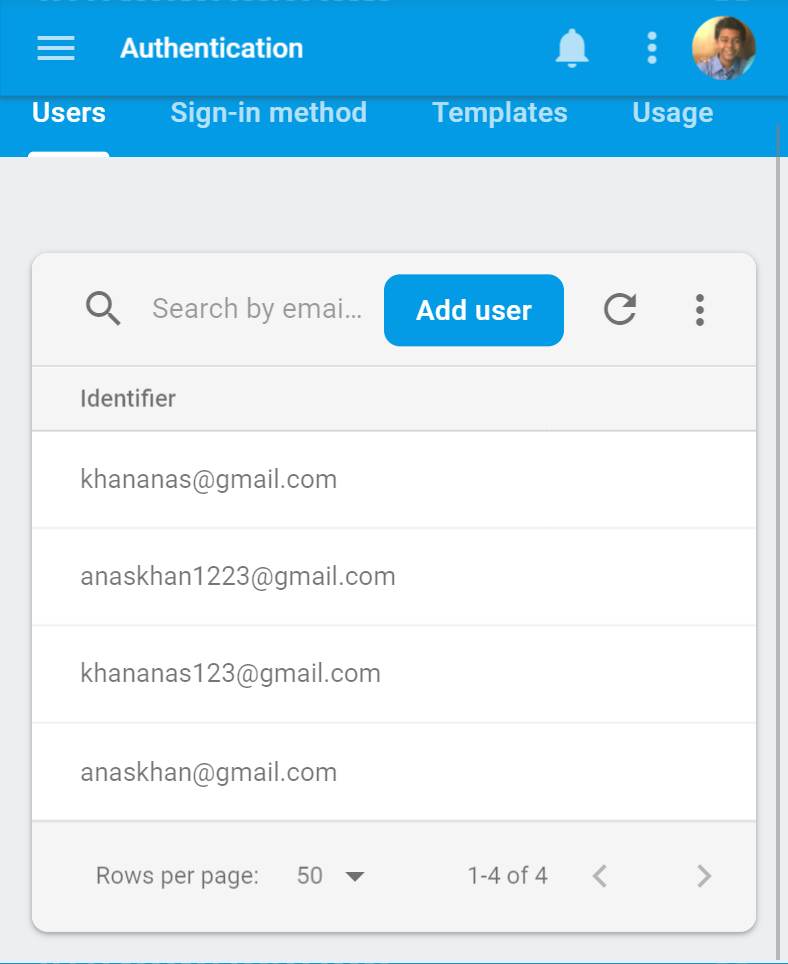 Authentication
Users Sign-in method Templates Usage
Search by emai... Add user
Identifier
khananas@gmail.com
anaskhan1223@gmail.com
khananas123@gmail.com
anaskhan@gmail.com
Rows per page: 50 1-4 of 4